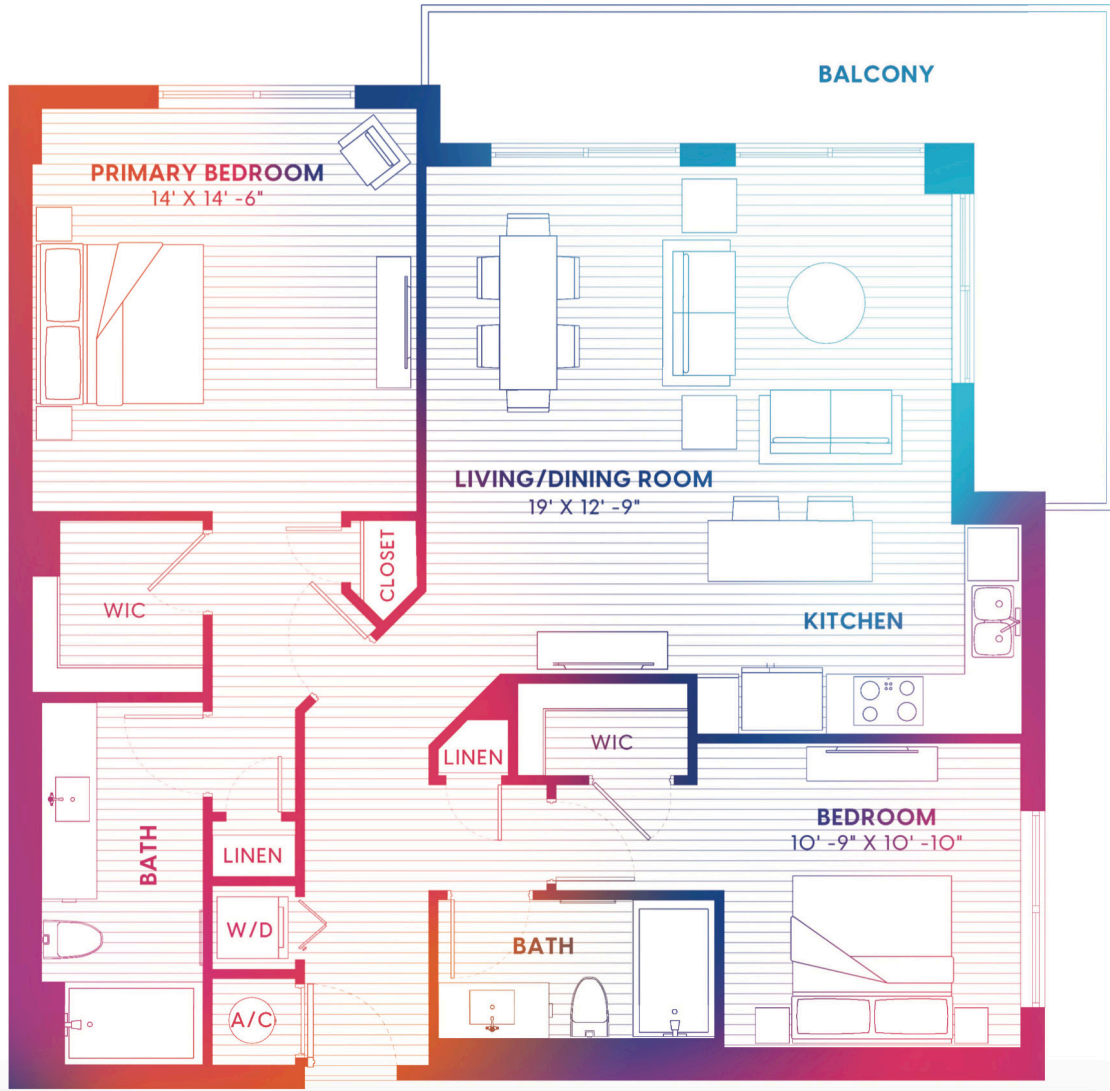 BALCONY
PRIMARY BEDROOM
14' X 14' -6"
LIVING/DINING ROOM
19' X 12' -9"
CLOSET
WIC
KITCHEN
WIC
LINEN
BEDROOM
10' -9" X 10' -10"
BATH
LINEN
W/D
BATH
A/C